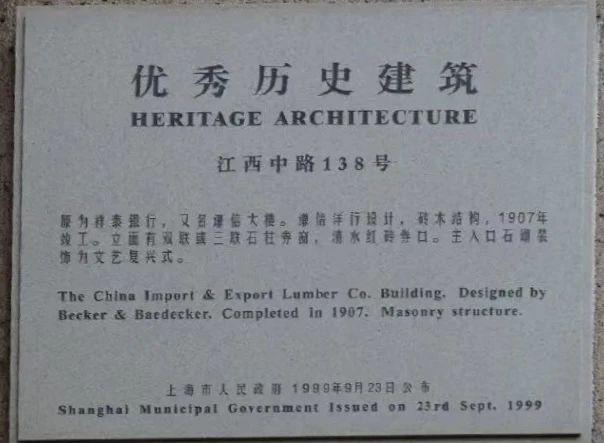 优秀历史建筑
HERITAGE ARCHITECTURE
江西中路138号
原为祥泰银行，又名潘信大楼。潘信洋行设计，砖木结构，1907年
竣工。立面有双联或三联石柱券窗，清水红砖券口。主入口石雕装
饰为文艺复兴式。
The China Import & Export Lumber Co. Building. Designed by
Becker & Baedecker. Completed in 1907. Masonry structure.
上海市人民政府 1999年9月23日公布
Shanghai Municipal Government Issued on 23rd Sept. 1999